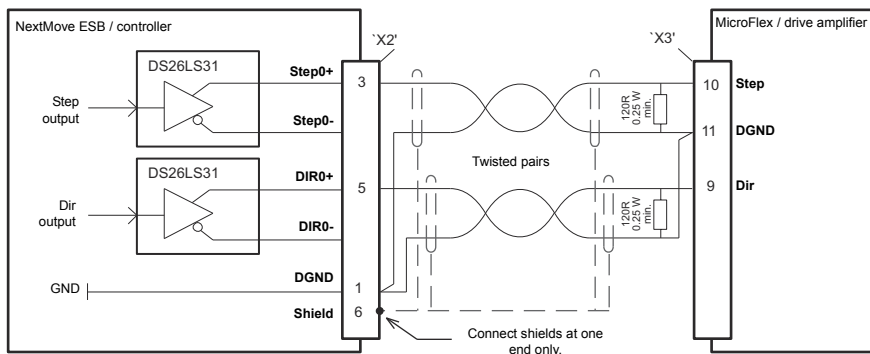 NextMove ESB / controller
MicroFlex / drive amplifier
`X2'
`X3'
DS26LS31
Step0+
3
10
Step
Step
output
120R
0.25 W
min.
Step0-
11
DGND
Twisted pairs
DS26LS31
DIR0+
5
9
Dir
Dir
output
120R
0.25 W
min.
DIR0-
DGND
GND
1
Shield
6
Connect shields at one
end only.